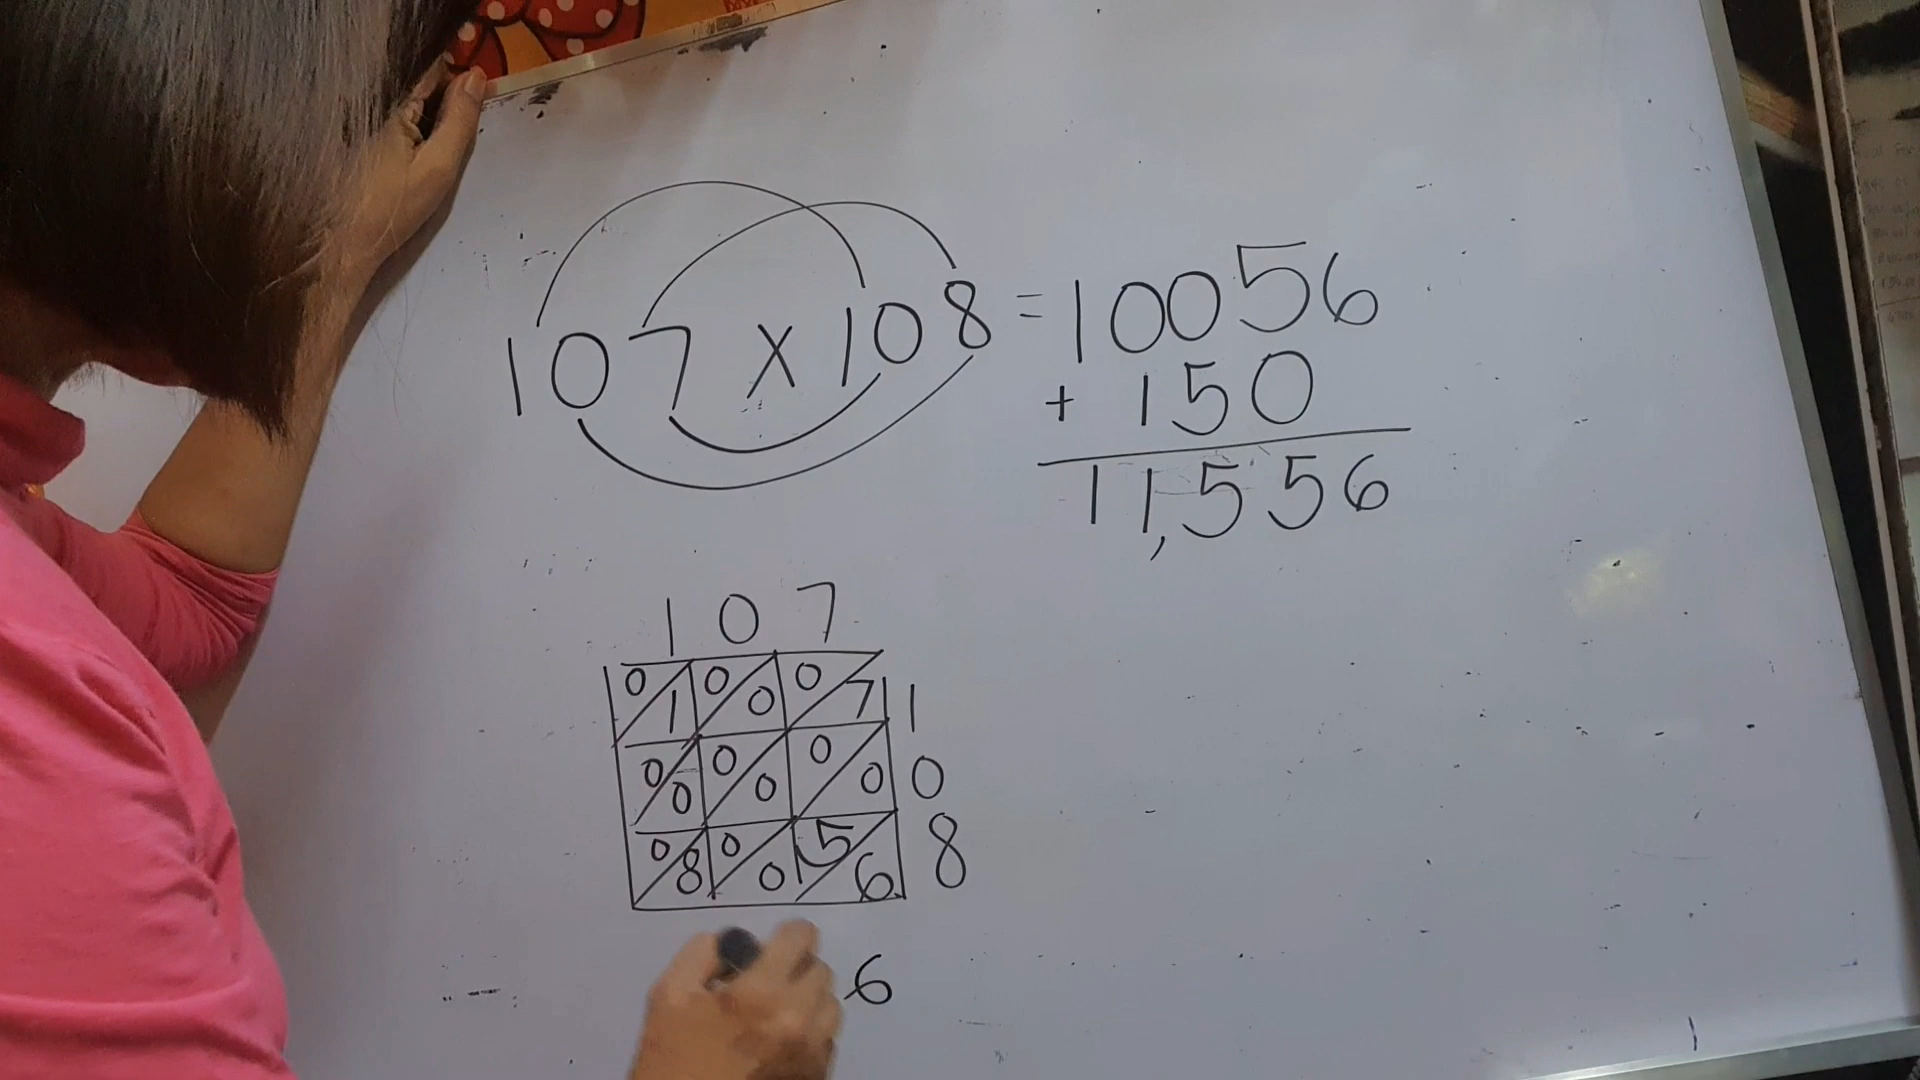 107 x 108 = 10056
+ 150
11,556
1 0 7
0 1 0 0 0 7 1
0 0 0 0 0 0 0
0 8 0 0 5 6 8
6